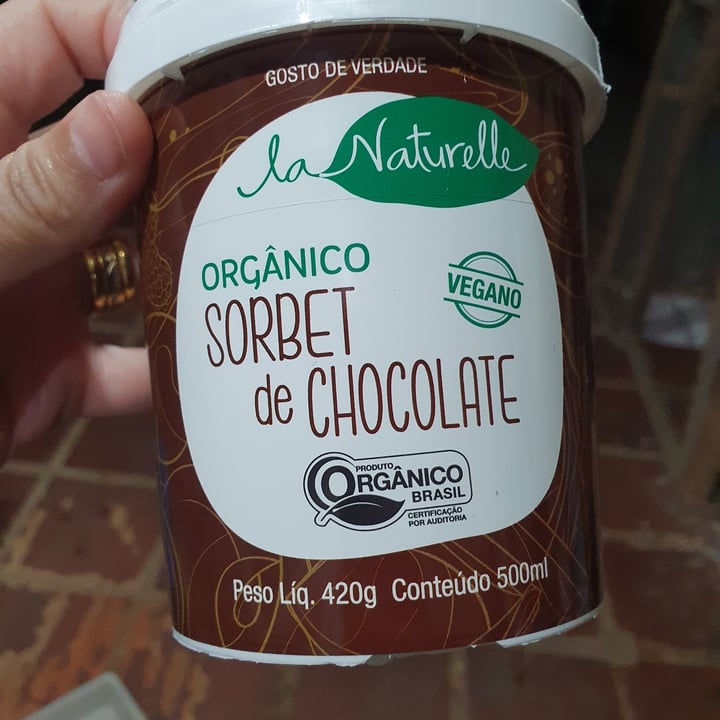 GOSTO DE VERDADE
la Naturelle
ORGÂNICO
VEGANO
SORBET
de CHOCOLATE
PRODUTO
ORGÂNICO
BRASIL
CERTIFICAÇÃO
POR AUDITORIA
Peso Líq. 420g Conteúdo 500ml